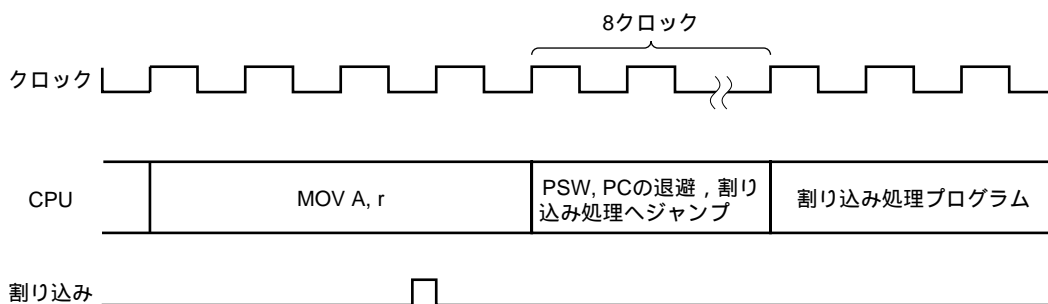 8クロック
クロック
CPU
MOV A, r
PSW, PCの退避，割り
込み処理へジャンプ
割り込み処理プログラム
割り込み